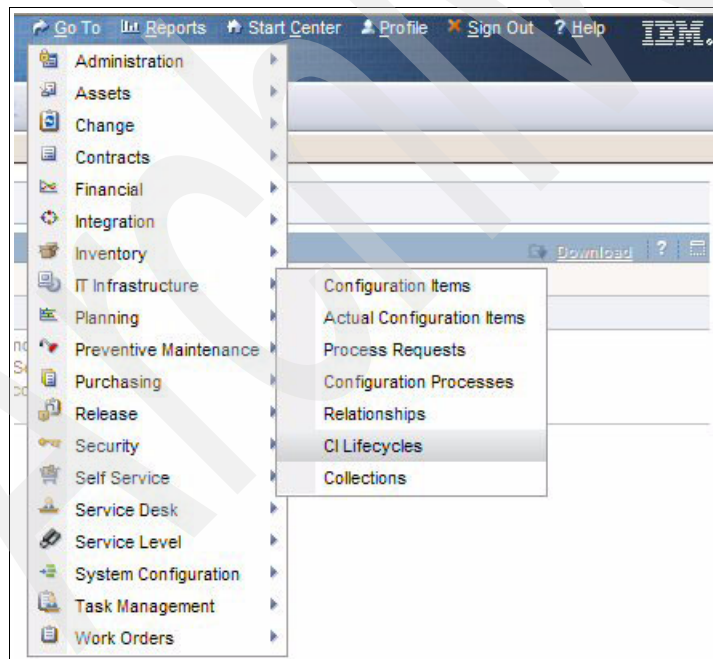 Go To Reports Start Center Profile Sign Out ? Help IBM.
Administration
Assets
Change
Contracts
Financial
Integration
Inventory
Download ?
IT Infrastructure
Configuration Items
Planning
Actual Configuration Items
Preventive Maintenance
Process Requests
Purchasing
Configuration Processes
Release
Relationships
Security
CI Lifecycles
Self Service
Collections
Service Desk
Service Level
System Configuration
Task Management
Work Orders